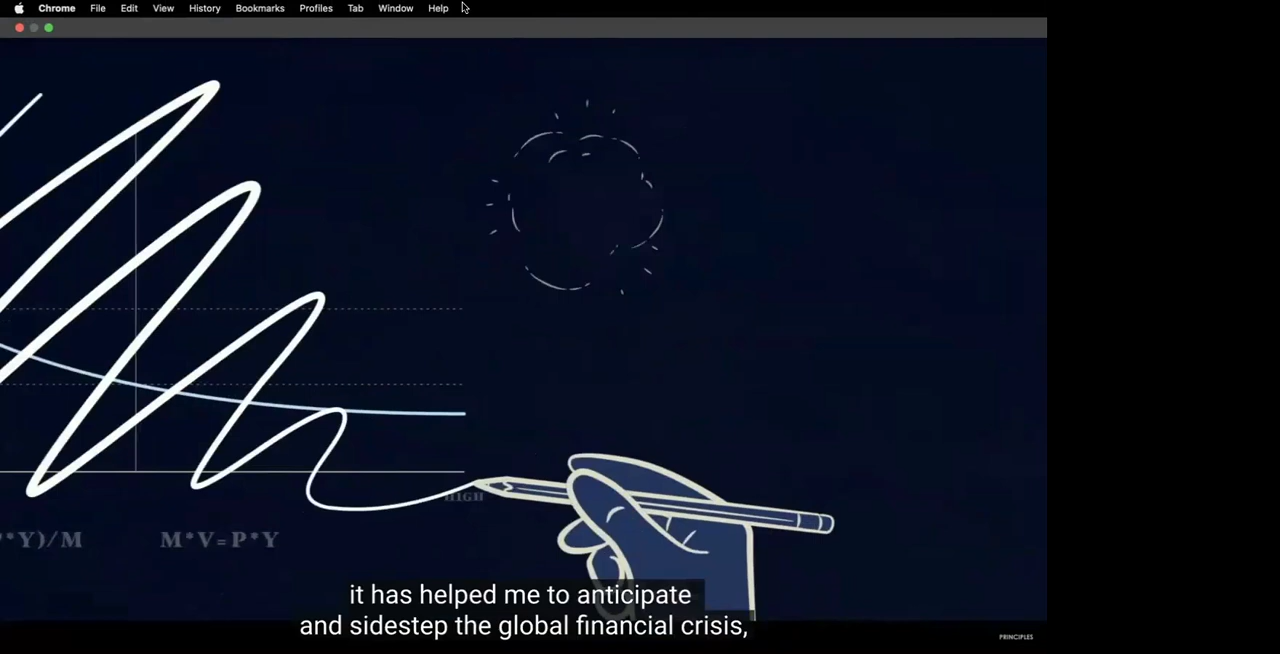 Chrome File Edit View History Bookmarks Profiles Tab Window Help
HIGH
*Y)/M M*V=P*Y
it has helped me to anticipate
and sidestep the global financial crisis,
PRINCIPLES